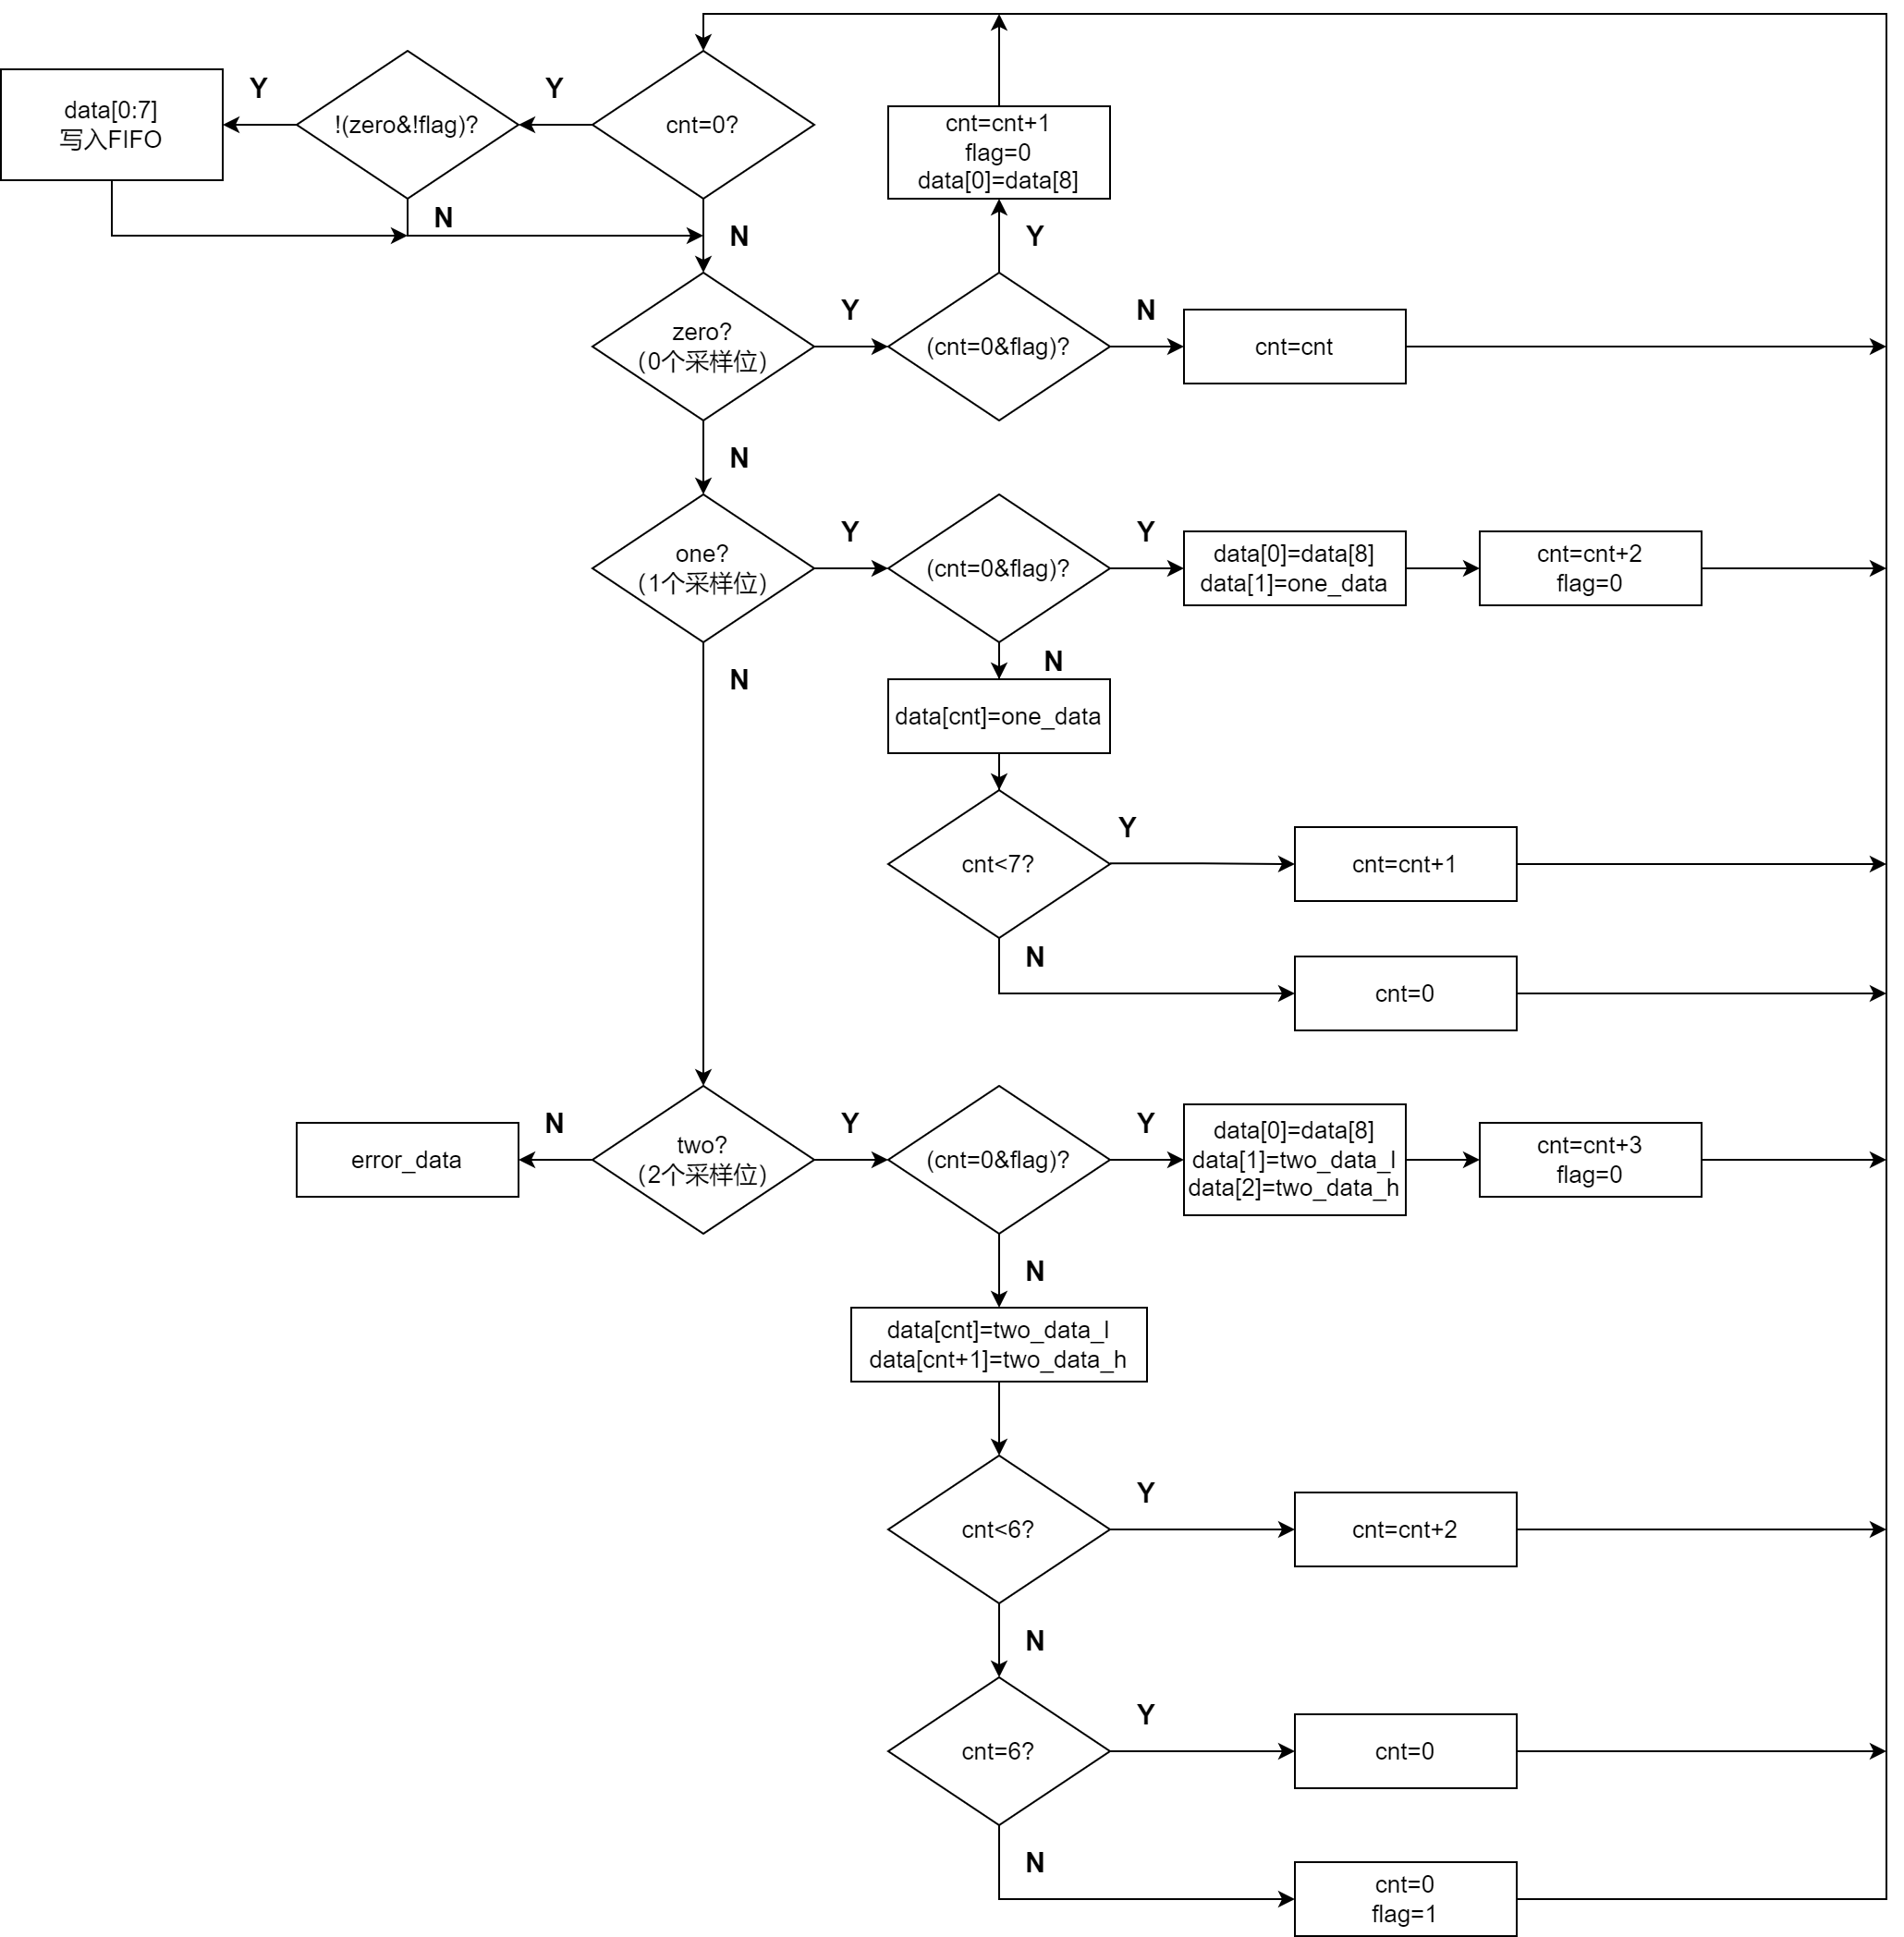 Y
Y
data[0:7]
写入FIFO
!(zero&!flag)?
cnt=0?
cnt=cnt+1
flag=0
data[0]=data[8]
N
N
Y
zero?
（0个采样位）
Y
(cnt=0&flag)?
N
cnt=cnt
N
one?
（1个采样位）
Y
(cnt=0&flag)?
Y
data[0]=data[8]
data[1]=one_data
cnt=cnt+2
flag=0
N
N
data[cnt]=one_data
cnt<7?
Y
cnt=cnt+1
N
cnt=0
error_data
N
two?
（2个采样位）
Y
(cnt=0&flag)?
Y
data[0]=data[8]
data[1]=two_data_l
data[2]=two_data_h
cnt=cnt+3
flag=0
N
data[cnt]=two_data_l
data[cnt+1]=two_data_h
cnt<6?
Y
cnt=cnt+2
N
cnt=6?
Y
cnt=0
N
cnt=0
flag=1